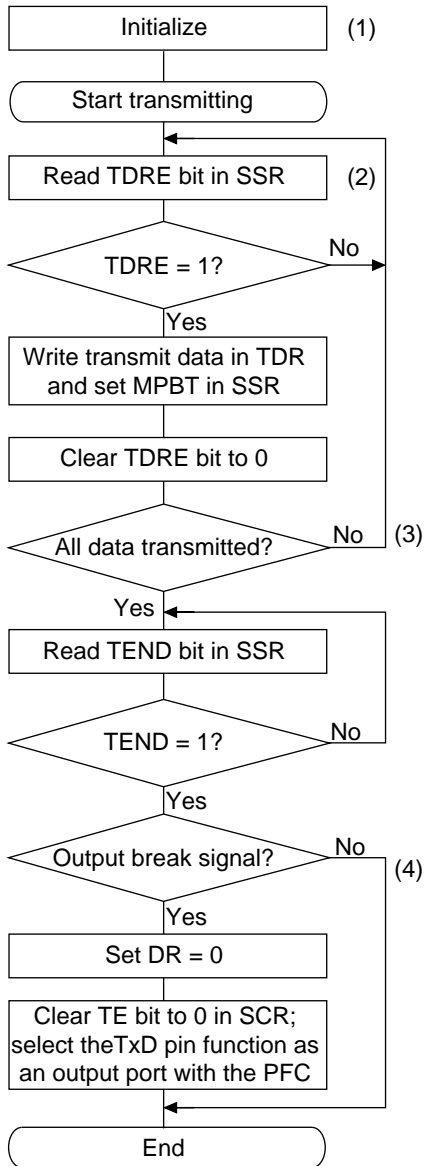 Initialize
(1)
Start transmitting
Read TDRE bit in SSR
(2)
TDRE = 1?
No
Yes
Write transmit data in TDR
and set MPBT in SSR
Clear TDRE bit to 0
All data transmitted?
No
(3)
Yes
Read TEND bit in SSR
TEND = 1?
No
Yes
Output break signal?
No
(4)
Yes
Set DR = 0
Clear TE bit to 0 in SCR;
select theTxD pin function as
an output port with the PFC
End